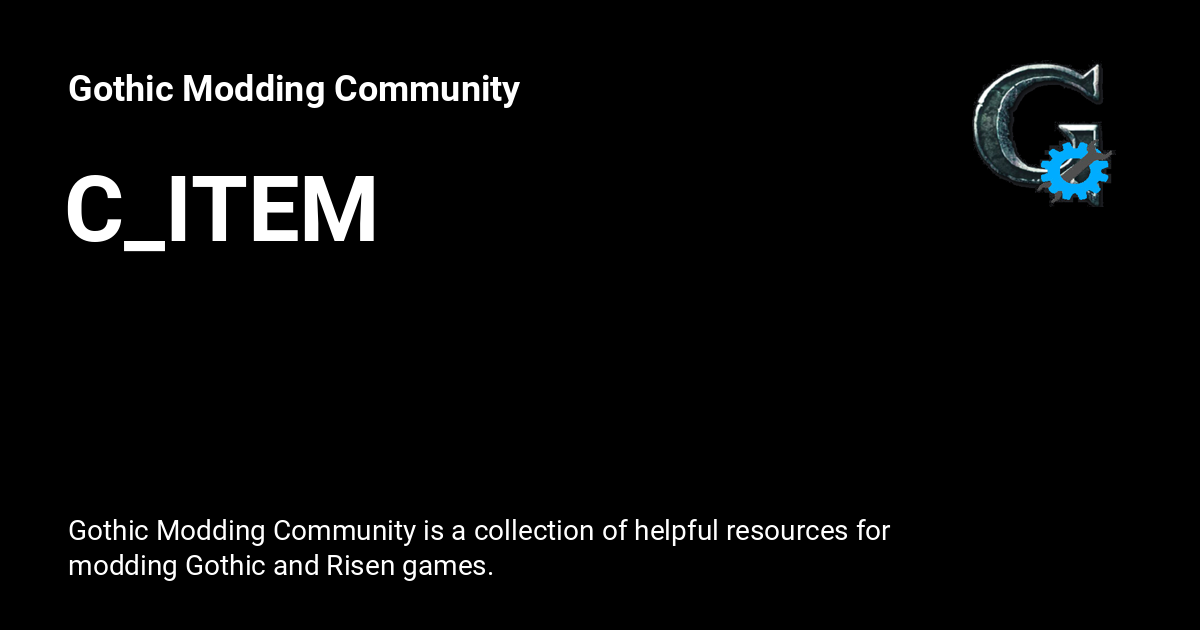 Gothic Modding Community
C_ITEM
Gothic Modding Community is a collection of helpful resources for
modding Gothic and Risen games.